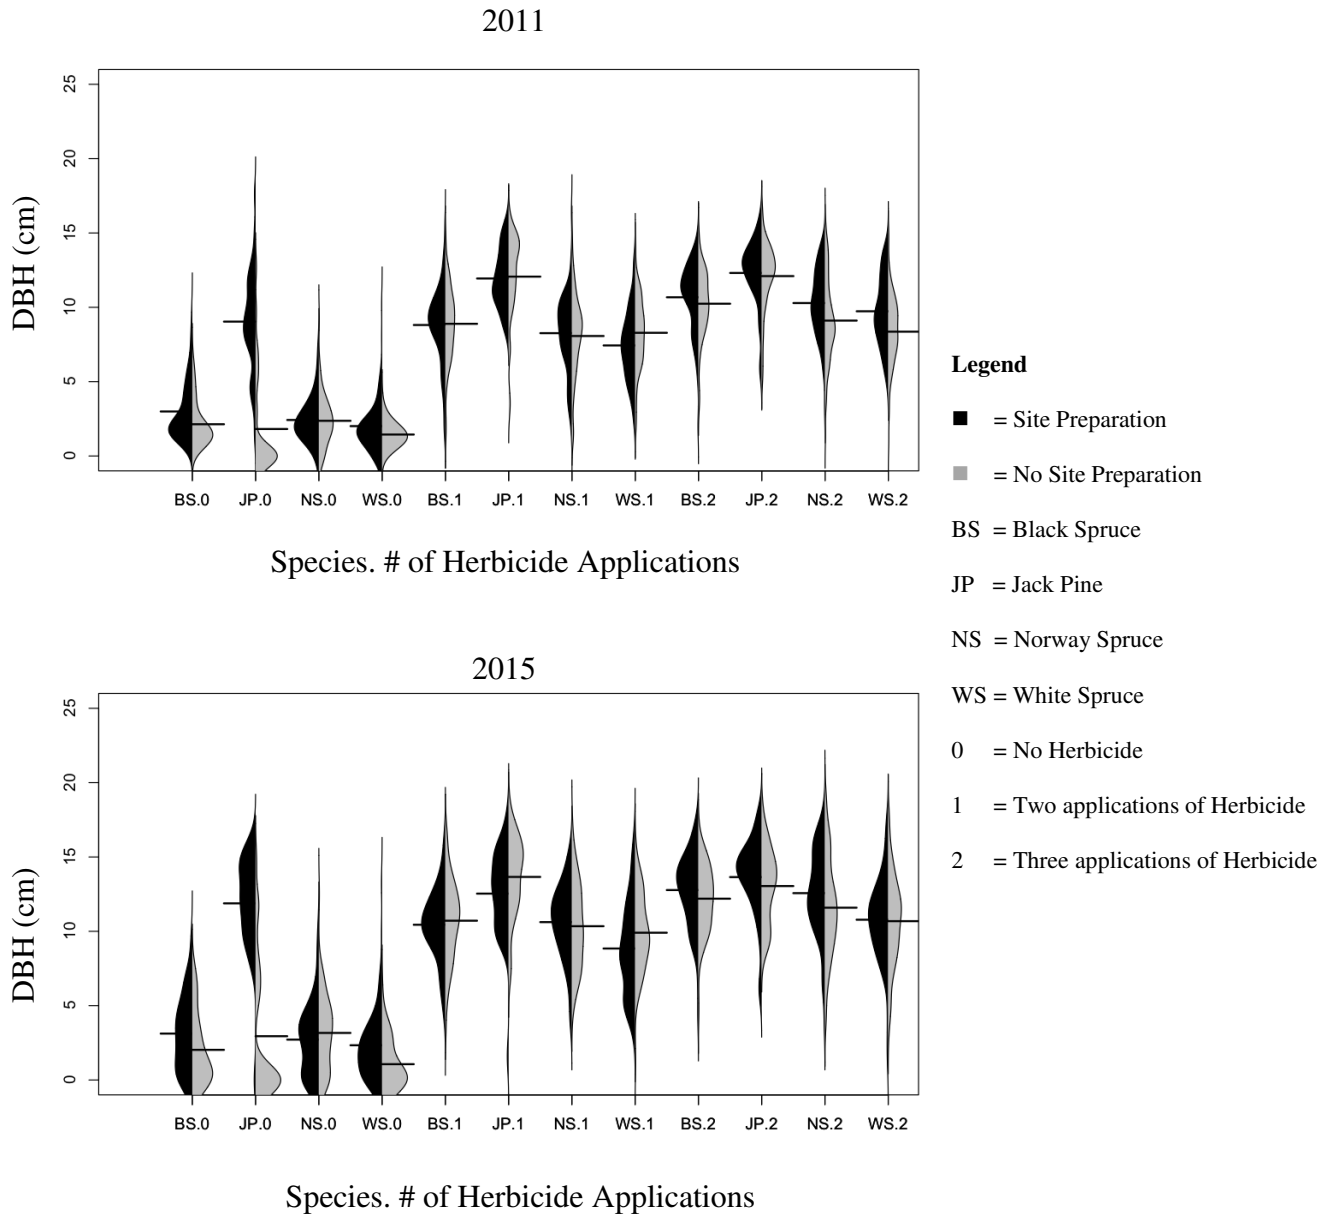 2011
25
20
15
10
5
0
DBH (cm)
BS.0 JP.0 NS.0 WS.0 BS.1 JP.1 NS.1 WS.1 BS.2 JP.2 NS.2 WS.2
Species. # of Herbicide Applications
Legend
= Site Preparation
= No Site Preparation
BS = Black Spruce
JP = Jack Pine
NS = Norway Spruce
WS = White Spruce
0 = No Herbicide
1 = Two applications of Herbicide
2 = Three applications of Herbicide
2015
25
20
15
10
5
0
DBH (cm)
BS.0 JP.0 NS.0 WS.0 BS.1 JP.1 NS.1 WS.1 BS.2 JP.2 NS.2 WS.2
Species. # of Herbicide Applications